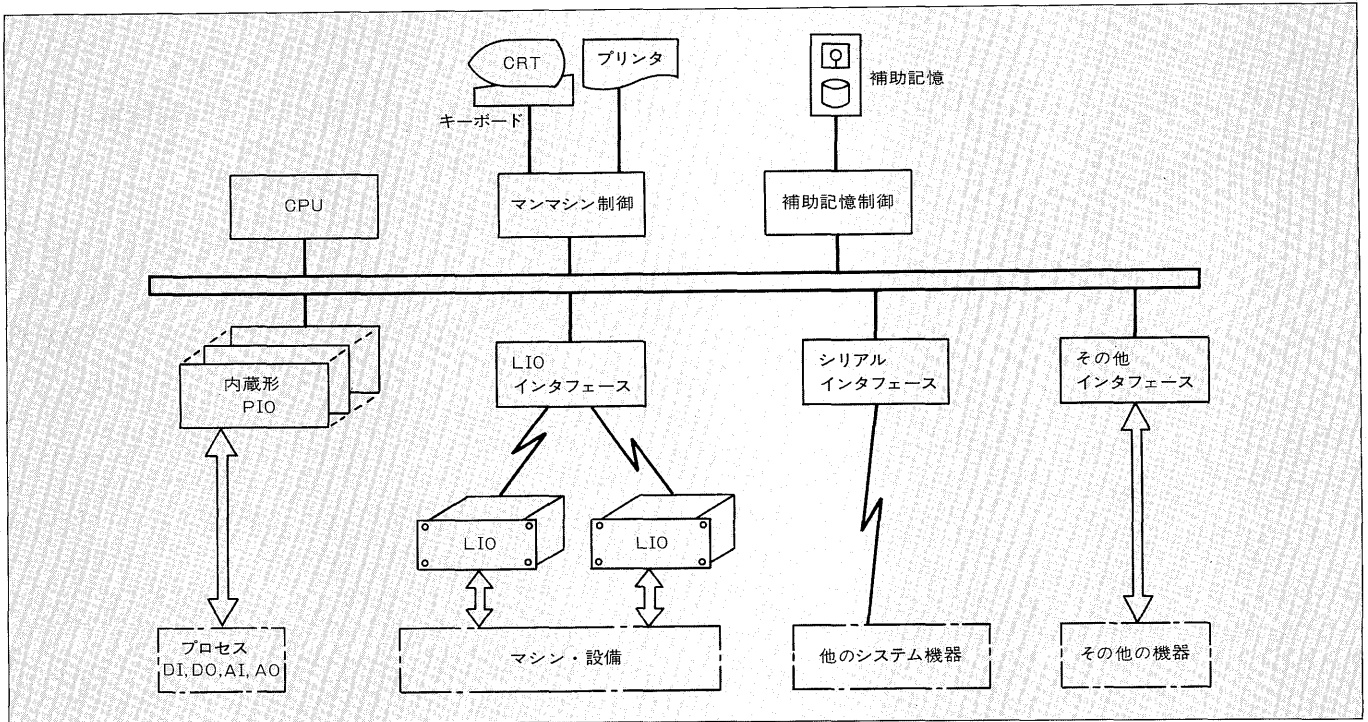 CRT
プリンタ
キーボード
補助記憶
CPU
マンマシン制御
補助記憶制御
内蔵形
PIO
LIO
インタフェース
シリアル
インタフェース
その他
インタフェース
LIO
LIO
プロセス
DI, DO, AI, AO
マシン・設備
他のシステム機器
その他の機器